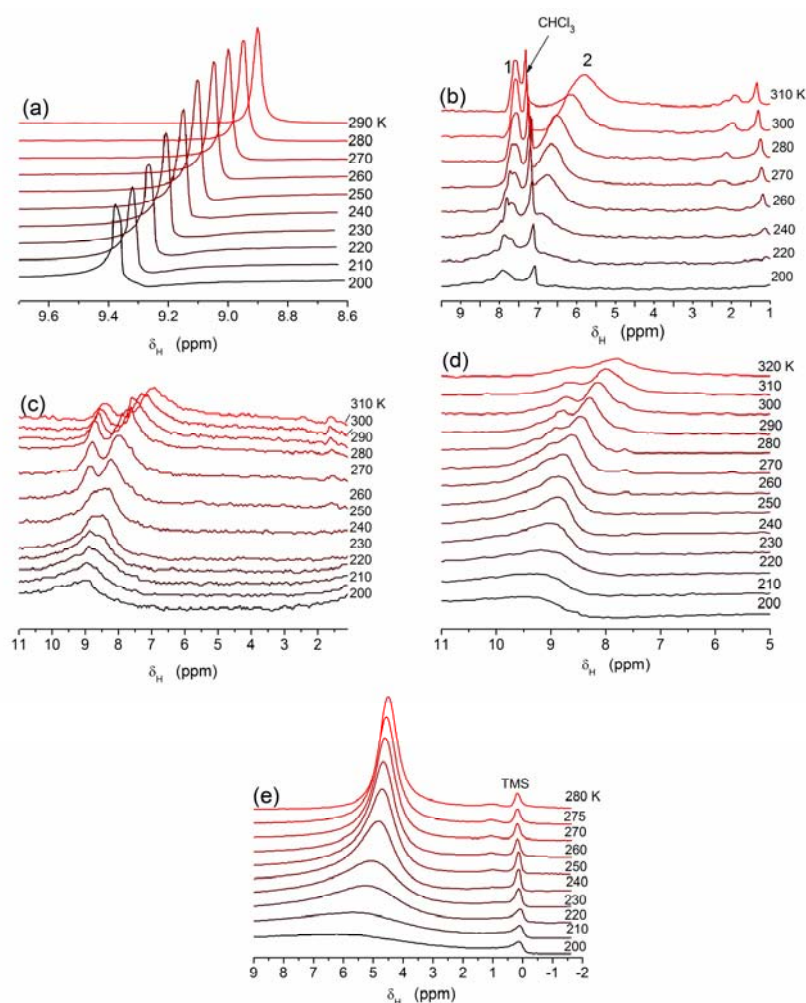 (a)
290 K
280
270
260
250
240
230
220
210
200
9.6 9.4 9.2 9.0 8.8 8.6
δH (ppm)
CHCl3
(b)
1
2
310 K
300
280
270
260
240
220
200
9 8 7 6 5 4 3 2 1
δH (ppm)
(c)
310 K
300
290
280
270
260
250
240
230
220
210
200
11 10 9 8 7 6 5 4 3 2
δH (ppm)
(d)
320 K
310
300
290
280
270
260
250
240
230
220
210
200
11 10 9 8 7 6 5
δH (ppm)
(e)
TMS
280 K
275
270
260
250
240
230
220
210
200
9 8 7 6 5 4 3 2 1 0 -1 -2
δH (ppm)